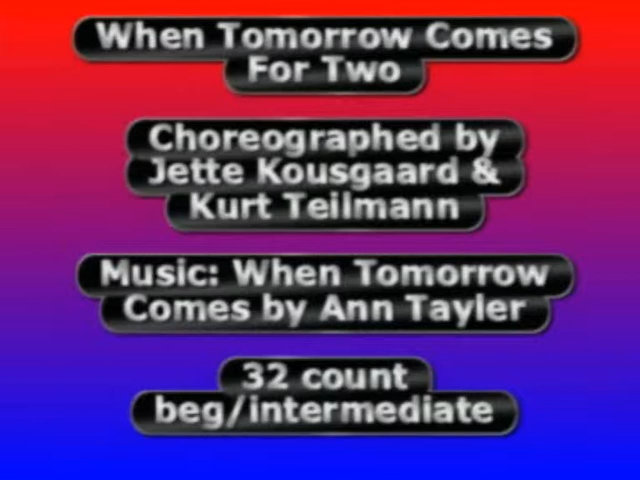 When Tomorrow Comes
For Two
Choreographed by
Jette Kousgaard &
Kurt Teilmann
Music: When Tomorrow
Comes by Ann Tayler
32 count
beg/intermediate